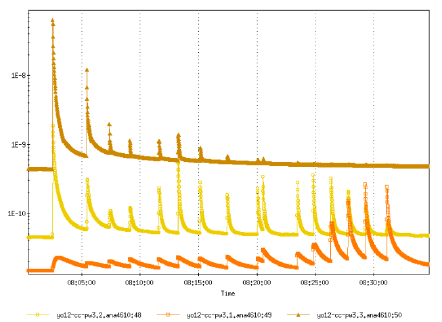 1E-8
1E-9
1E-10
08:05:00 08:10:00 08:15:00 08:20:00 08:25:00 08:30:00
Time
yo12-cc-pw3,2,ana4610;48 yo12-cc-pw3,1,ana4610;49 yo12-cc-pw3,3,ana4610;50